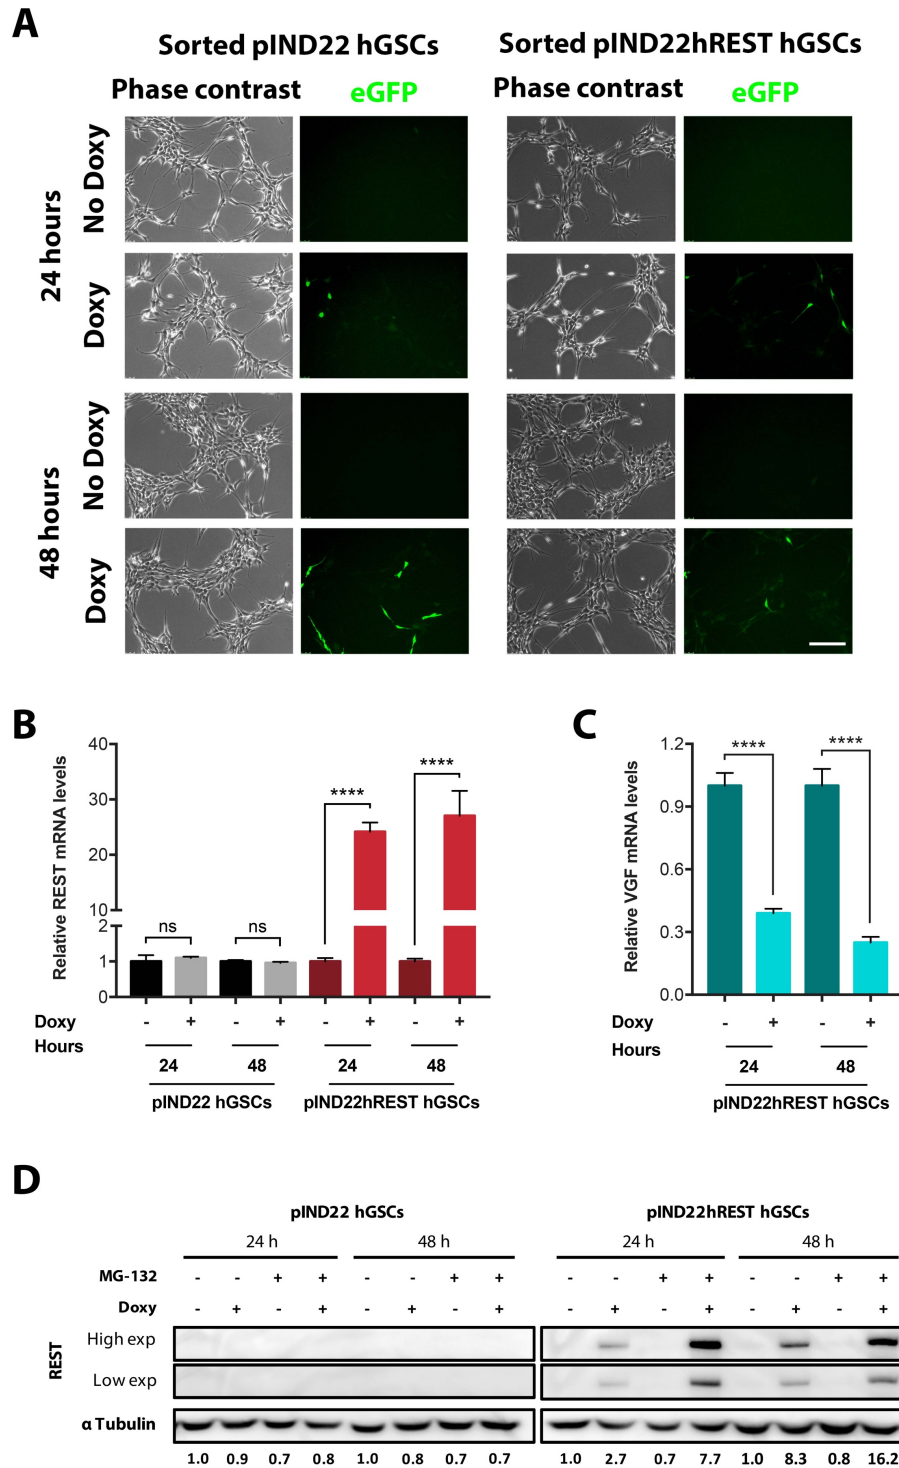 A
Sorted pIND22 hGSCs
Sorted pIND22hREST hGSCs
Phase contrast eGFP Phase contrast eGFP
24 hours
No Doxy
Doxy
48 hours
No Doxy
Doxy
B
Relative REST mRNA levels
40
30
20
10
2
1
0
ns ns **** ****
Doxy - + - + - + - +
Hours
24 48 24 48
pIND22 hGSCs pIND22hREST hGSCs
C
Relative VGF mRNA levels
1.2
0.9
0.6
0.3
0.0
**** ****
Doxy - + - +
Hours
24 48
pIND22hREST hGSCs
D
pIND22 hGSCs pIND22hREST hGSCs
24 h 48 h 24 h 48 h
MG-132 - - + + - - + + - - + + - - + +
Doxy - + - + - + - + - + - + - + - +
REST
High exp
Low exp
α Tubulin
1.0 0.9 0.7 0.8 1.0 0.8 0.7 0.7 1.0 2.7 0.7 7.7 1.0 8.3 0.8 16.2